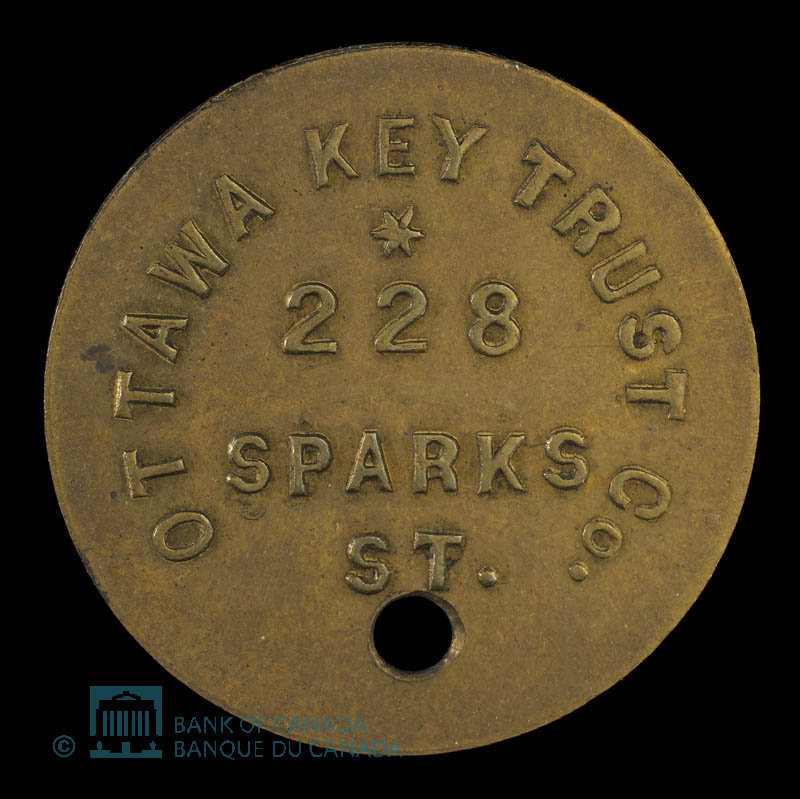 OTTAWA KEY TRUST Co.
228
SPARKS
ST.
© BANK OF CANADA
BANQUE DU CANADA